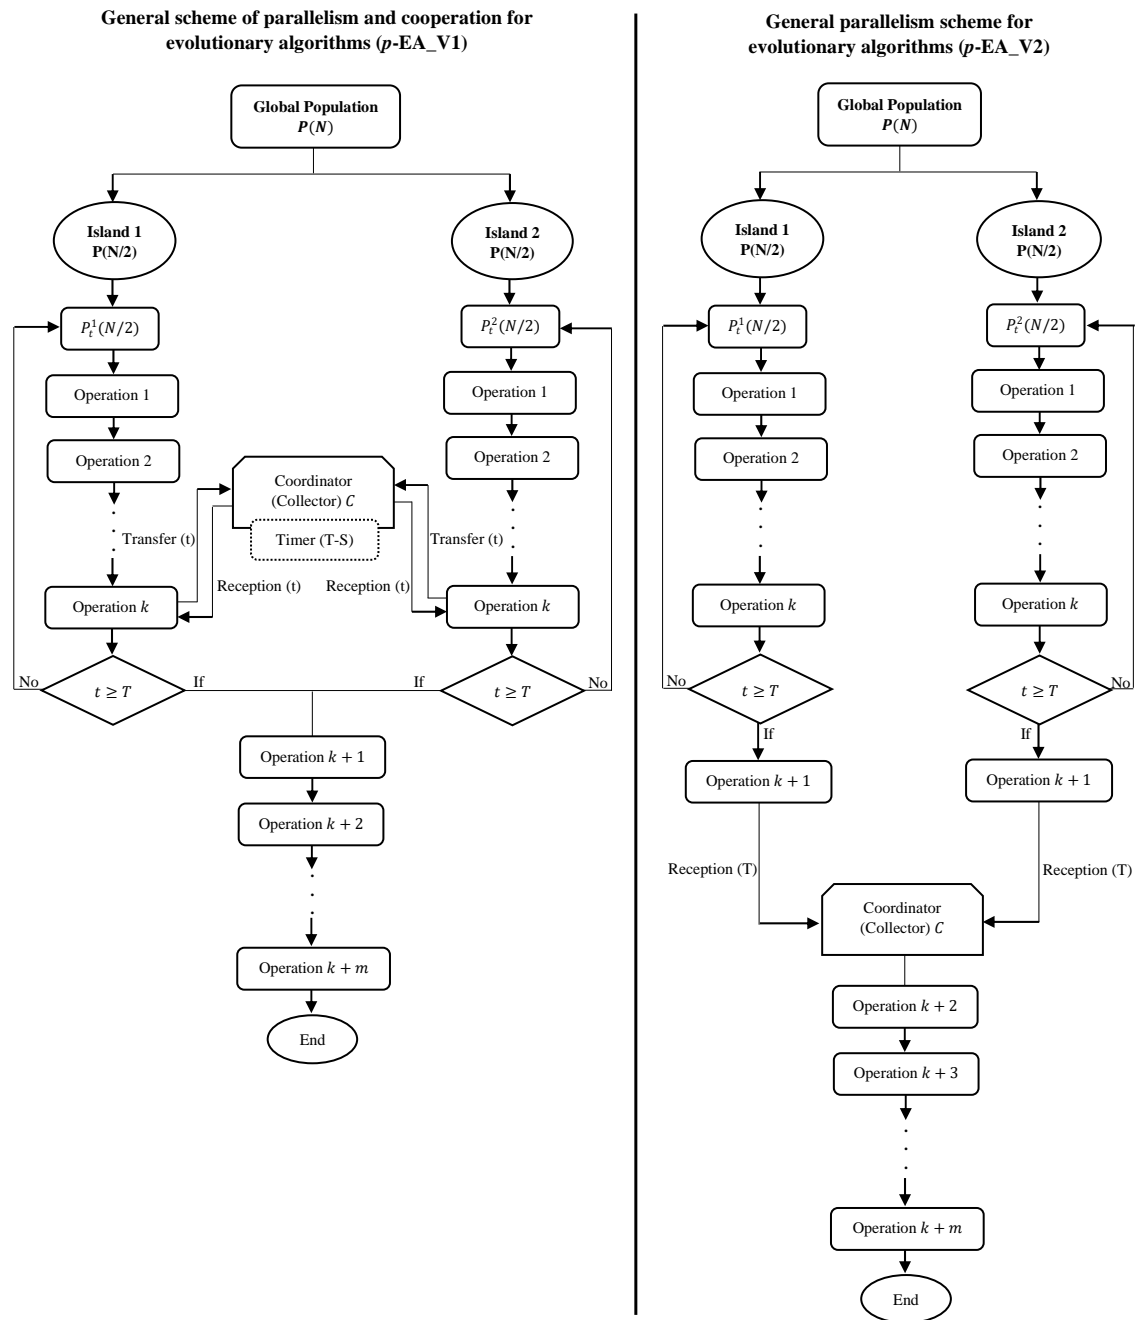 General scheme of parallelism and cooperation for
evolutionary algorithms (p-EA_V1)
Global Population
P(N)
Island 1
P(N/2)
Island 2
P(N/2)
P_t^1(N/2)
P_t^2(N/2)
Operation 1
Operation 1
Operation 2
Operation 2
Coordinator
(Collector) C
Timer (T-S)
Transfer (t)
Transfer (t)
Reception (t)
Reception (t)
Operation k
Operation k
No
t ≥ T
If
If
t ≥ T
No
Operation k + 1
Operation k + 2
Operation k + m
End
General parallelism scheme for
evolutionary algorithms (p-EA_V2)
Global Population
P(N)
Island 1
P(N/2)
Island 2
P(N/2)
P_t^1(N/2)
P_t^2(N/2)
Operation 1
Operation 1
Operation 2
Operation 2
Operation k
Operation k
No
t ≥ T
t ≥ T
No
If
If
Operation k + 1
Operation k + 1
Reception (T)
Reception (T)
Coordinator
(Collector) C
Operation k + 2
Operation k + 3
Operation k + m
End